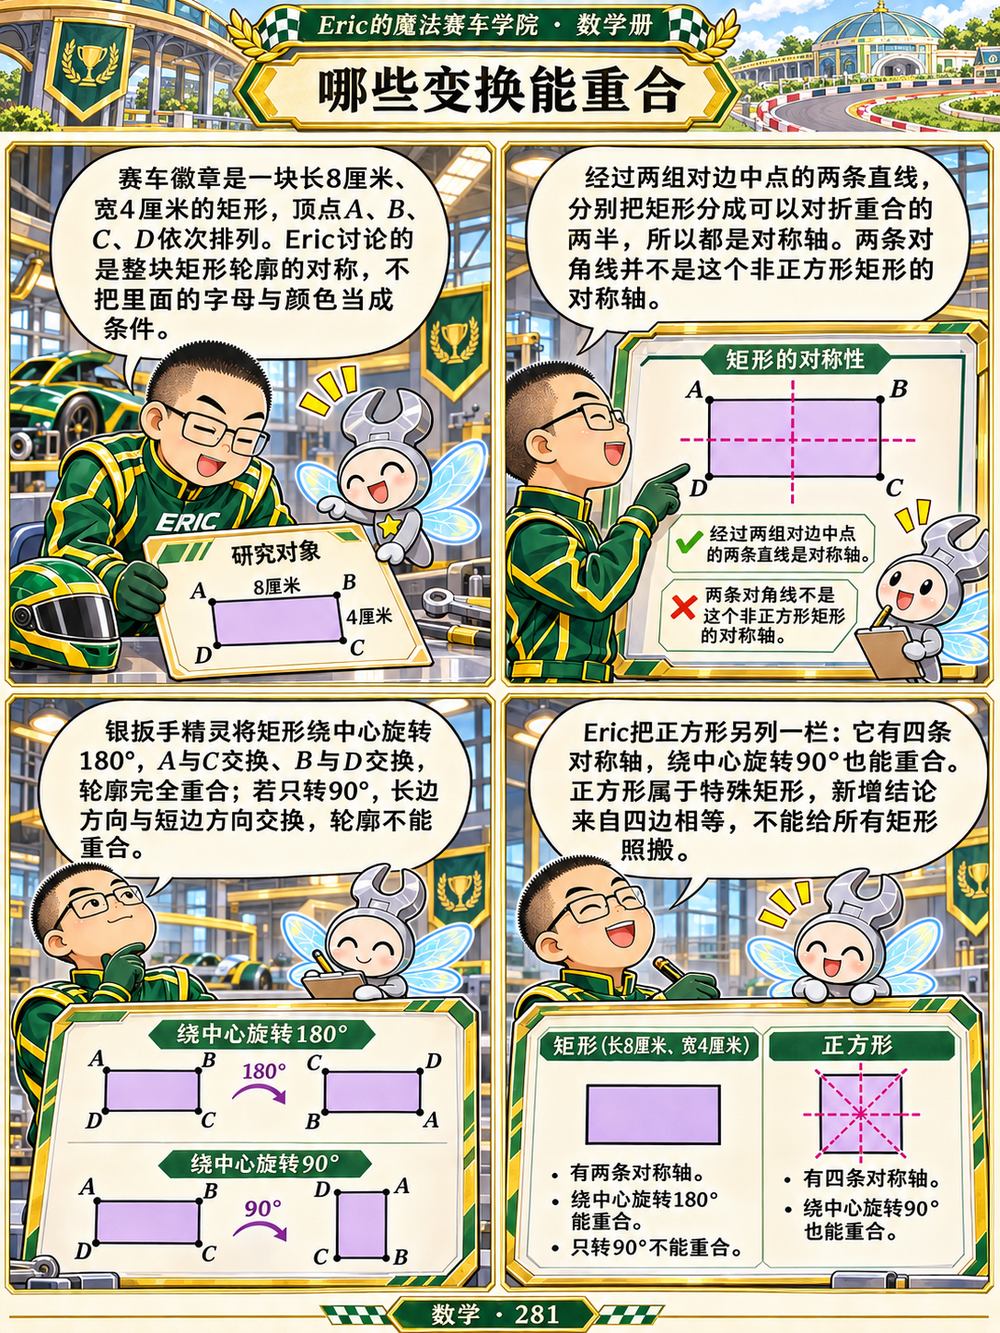 Eric的魔法赛车学院 · 数学册
哪些变换能重合
赛车徽章是一块长8厘米、
宽4厘米的矩形，顶点A、B、
C、D依次排列。Eric讨论的
是整块矩形轮廓的对称，不
把里面的字母与颜色当成
条件。
ERIC
研究对象
A
8厘米
B
4厘米
D
C
经过两组对边中点的两条直线，
分别把矩形分成可以对折重合的
两半，所以都是对称轴。两条对
角线并不是这个非正方形矩形的
对称轴。
矩形的对称性
A
B
D
C
经过两组对边中点
的两条直线是对称轴。
两条对角线不是
这个非正方形矩形
的对称轴。
银扳手精灵将矩形绕中心旋转
180°，A与C交换、B与D交换，
轮廓完全重合；若只转90°，长边
方向与短边方向交换，轮廓不能
重合。
绕中心旋转180°
A
B
D
C
180°
C
D
B
A
绕中心旋转90°
A
B
D
C
90°
D
A
C
B
Eric把正方形另列一栏：它有四条
对称轴，绕中心旋转90°也能重合。
正方形属于特殊矩形，新增结论
来自四边相等，不能给所有矩形
照搬。
矩形（长8厘米、宽4厘米）
• 有两条对称轴。
• 绕中心旋转180°
能重合。
• 只转90°不能重合。
正方形
• 有四条对称轴。
• 绕中心旋转90°
也能重合。
数学 · 281